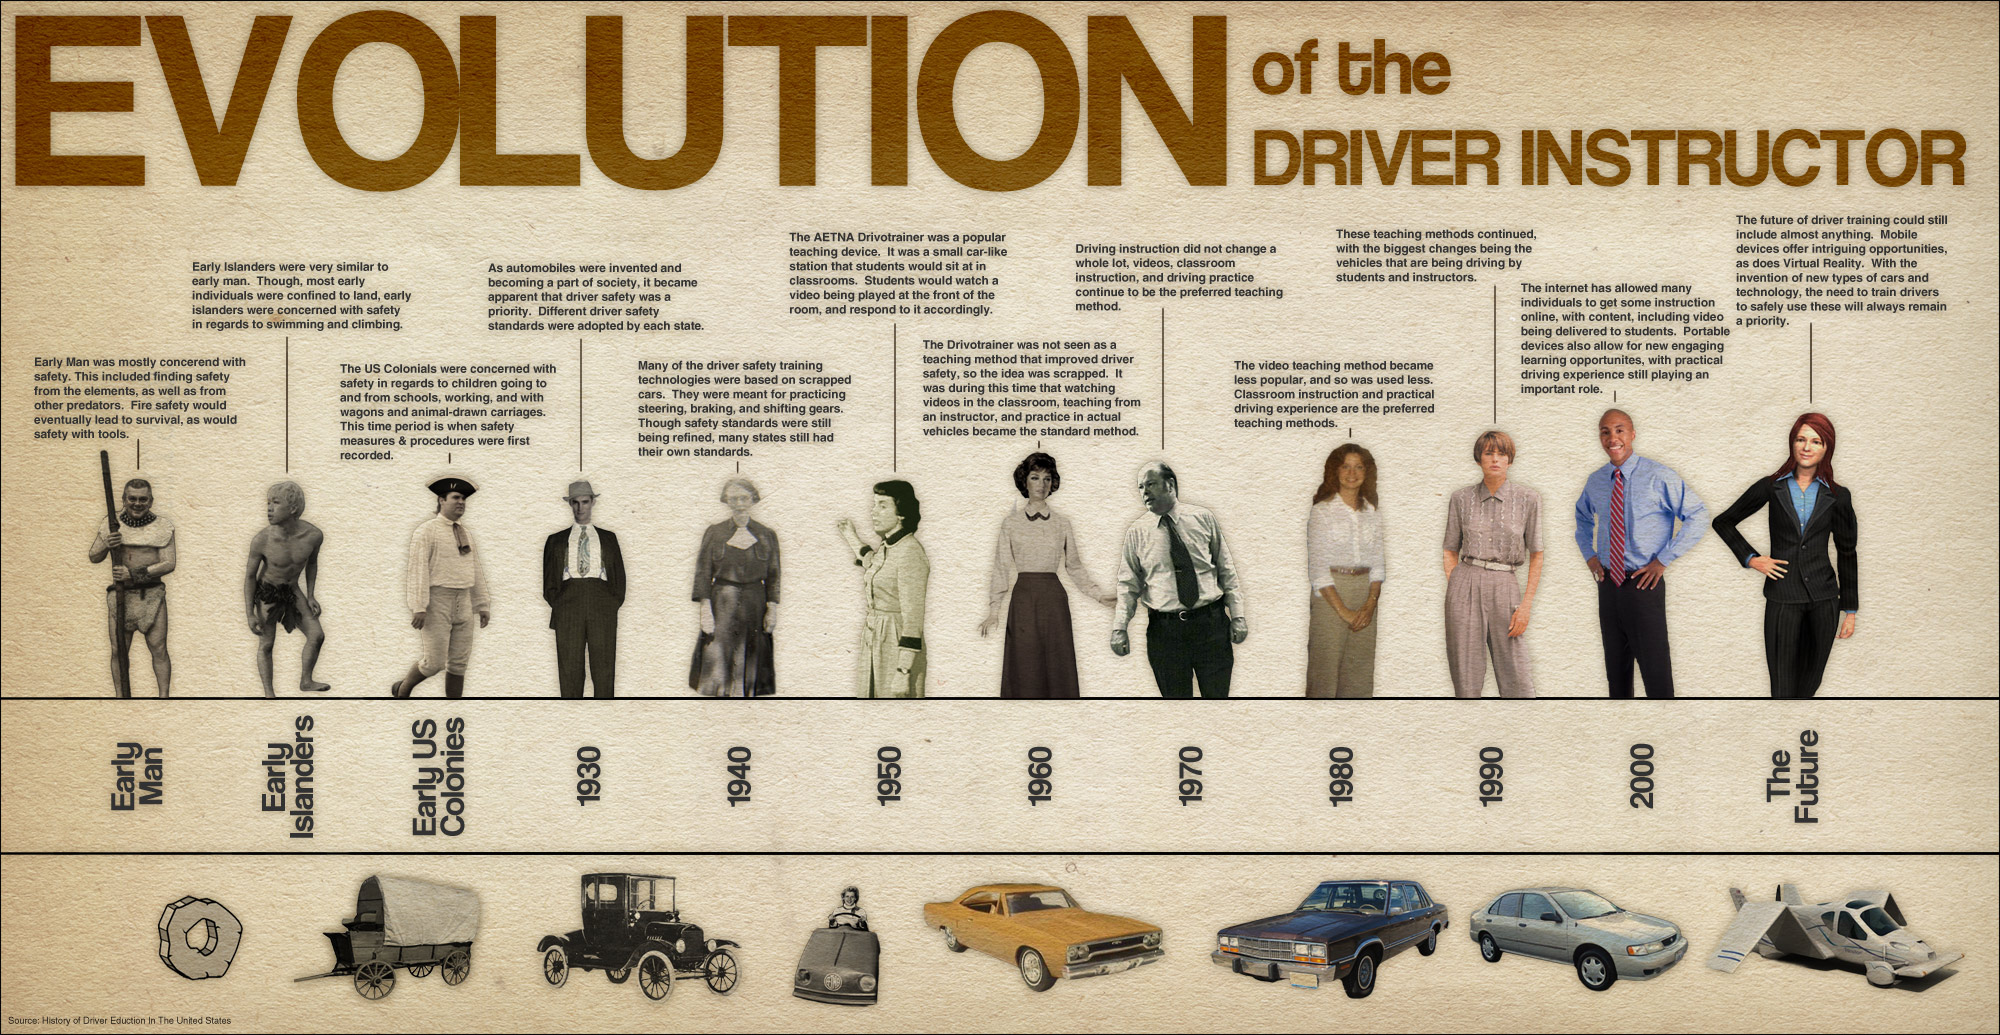 EVOLUTION
of the
DRIVER INSTRUCTOR
Early Man was mostly concerend with
safety. This included finding safety
from the elements, as well as from
other predators. Fire safety would
eventually lead to survival, as would
safety with tools.
Early Islanders were very similar to
early man. Though, most early
individuals were confined to land, early
islanders were concerned with safety
in regards to swimming and climbing.
The US Colonials were concerned with
safety in regards to children going to
and from schools, working, and with
wagons and animal-drawn carriages.
This time period is when safety
measures & procedures were first
recorded.
As automobiles were invented and
becoming a part of society, it became
apparent that driver safety was a
priority. Different driver safety
standards were adopted by each state.
Many of the driver safety training
technologies were based on scrapped
cars. They were meant for practicing
steering, braking, and shifting gears.
Though safety standards were still
being refined, many states still had
their own standards.
The AETNA Drivotrainer was a popular
teaching device. It was a small car-like
station that students would sit at in
classrooms. Students would watch a
video being played at the front of the
room, and respond to it accordingly.
The Drivotrainer was not seen as a
teaching method that improved driver
safety, so the idea was scrapped. It
was during this time that watching
videos in the classroom, teaching from
an instructor, and practice in actual
vehicles became the standard method.
Driving instruction did not change a
whole lot, videos, classroom
instruction, and driving practice
continue to be the preferred teaching
method.
The video teaching method became
less popular, and so was used less.
Classroom instruction and practical
driving experience are the preferred
teaching methods.
These teaching methods continued,
with the biggest changes being the
vehicles that are being driving by
students and instructors.
The internet has allowed many
individuals to get some instruction
online, with content, including video
being delivered to students. Portable
devices also allow for new engaging
learning opportunites, with practical
driving experience still playing an
important role.
The future of driver training could still
include almost anything. Mobile
devices offer intriguing opportunities,
as does Virtual Reality. With the
invention of new types of cars and
technology, the need to train drivers
to safely use these will always remain
a priority.
Early
Man
Early
Islanders
Early US
Colonies
1930
1940
1950
1960
1970
1980
1990
2000
The
Future
Source: History of Driver Eduction In The United States